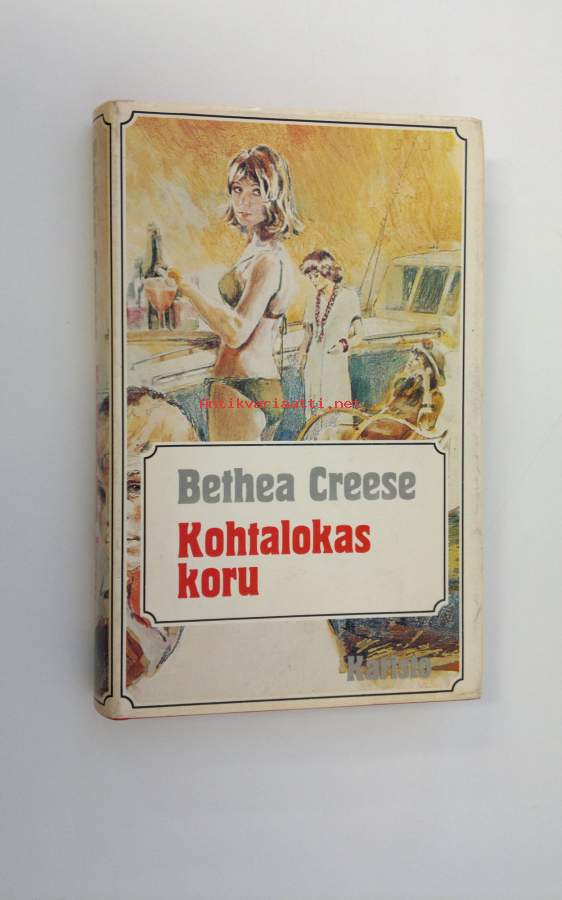 Antikvariaatti.net
Bethea Creese
Kohtalokas
koru
Karisto